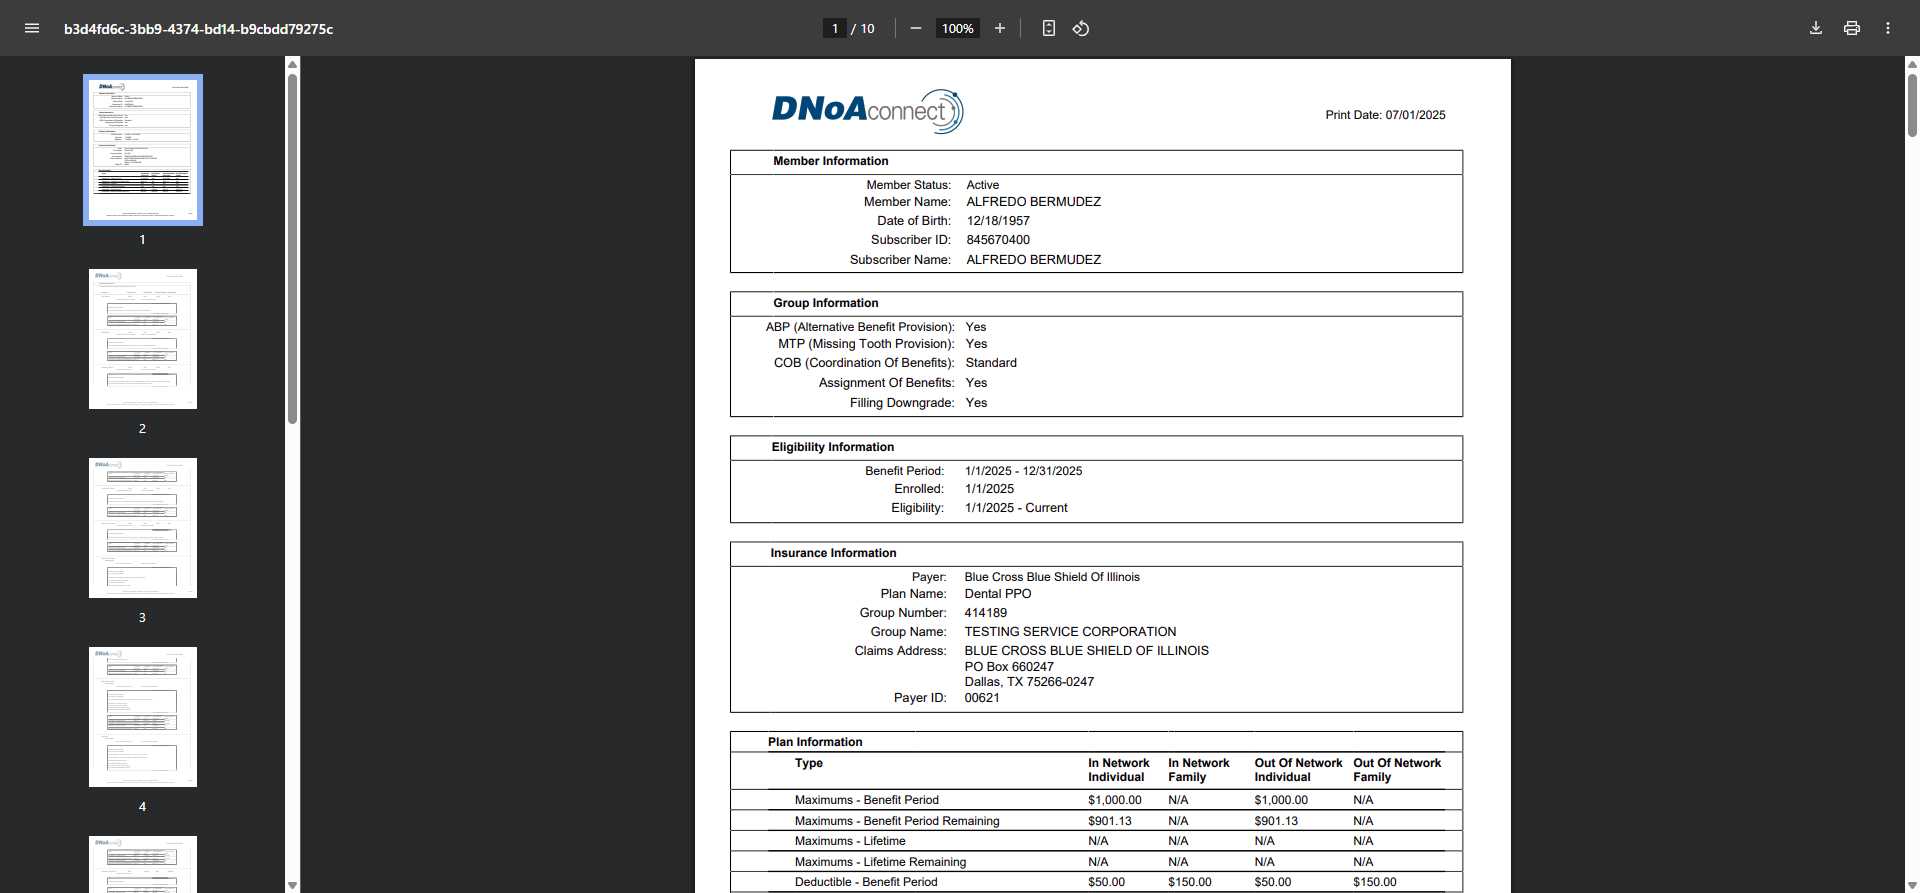 b3d4fd6c-3bb9-4374-bd14-b9cbdd79275c
1 / 10
100%
1
2
3
4
DNoAconnect
Print Date: 07/01/2025
Member Information
Member Status: Active
Member Name: ALFREDO BERMUDEZ
Date of Birth: 12/18/1957
Subscriber ID: 845670400
Subscriber Name: ALFREDO BERMUDEZ
Group Information
ABP (Alternative Benefit Provision): Yes
MTP (Missing Tooth Provision): Yes
COB (Coordination Of Benefits): Standard
Assignment Of Benefits: Yes
Filling Downgrade: Yes
Eligibility Information
Benefit Period: 1/1/2025 - 12/31/2025
Enrolled: 1/1/2025
Eligibility: 1/1/2025 - Current
Insurance Information
Payer: Blue Cross Blue Shield Of Illinois
Plan Name: Dental PPO
Group Number: 414189
Group Name: TESTING SERVICE CORPORATION
Claims Address: BLUE CROSS BLUE SHIELD OF ILLINOIS
PO Box 660247
Dallas, TX 75266-0247
Payer ID: 00621
Plan Information
Type In Network Individual In Network Family Out Of Network Individual Out Of Network Family
Maximums - Benefit Period $1,000.00 N/A $1,000.00 N/A
Maximums - Benefit Period Remaining $901.13 N/A $901.13 N/A
Maximums - Lifetime N/A N/A N/A N/A
Maximums - Lifetime Remaining N/A N/A N/A N/A
Deductible - Benefit Period $50.00 $150.00 $50.00 $150.00